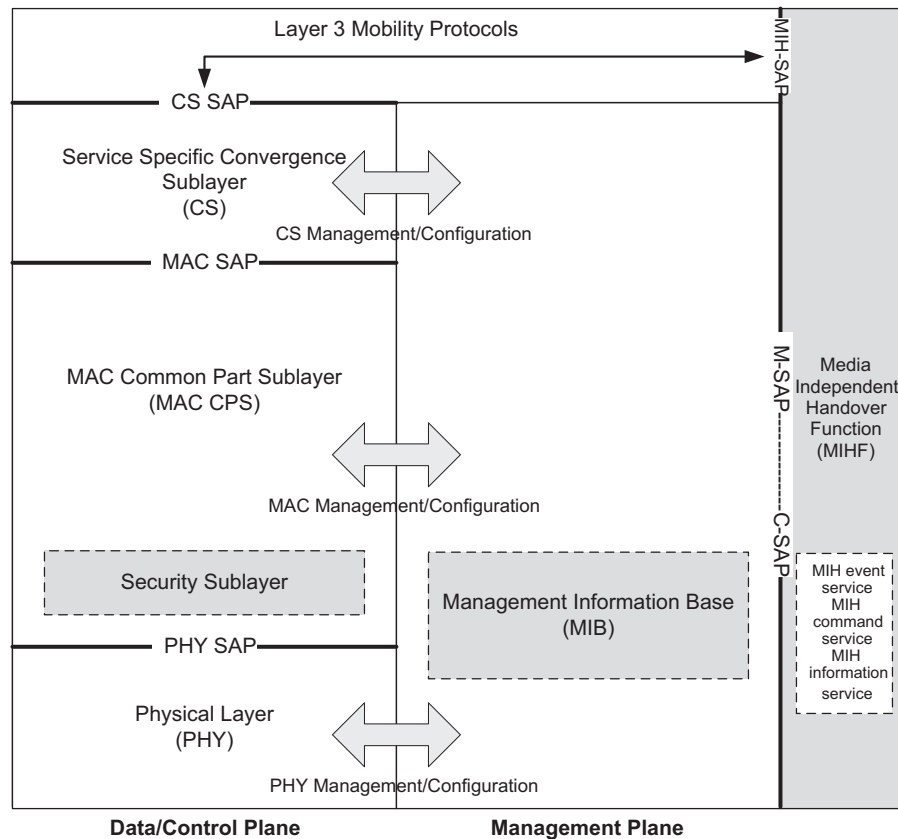 Layer 3 Mobility Protocols
MIH-SAP
CS SAP
Service Specific Convergence
Sublayer
(CS)
CS Management/Configuration
MAC SAP
MAC Common Part Sublayer
(MAC CPS)
MAC Management/Configuration
M-SAP
C-SAP
Media
Independent
Handover
Function
(MIHF)
Security Sublayer
Management Information Base
(MIB)
MIH event
service
MIH
command
service
MIH
information
service
PHY SAP
Physical Layer
(PHY)
PHY Management/Configuration
Data/Control Plane
Management Plane